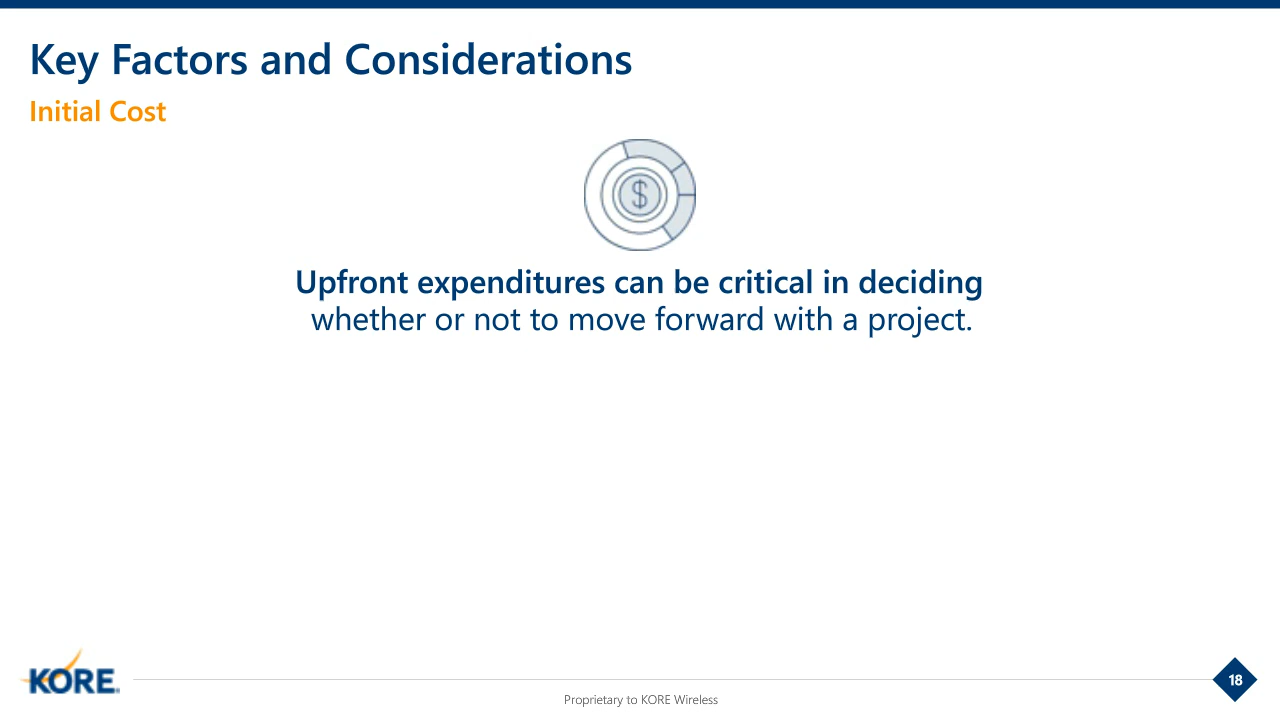 Key Factors and Considerations
Initial Cost
$
Upfront expenditures can be critical in deciding
whether or not to move forward with a project.
KORE
18
Proprietary to KORE Wireless